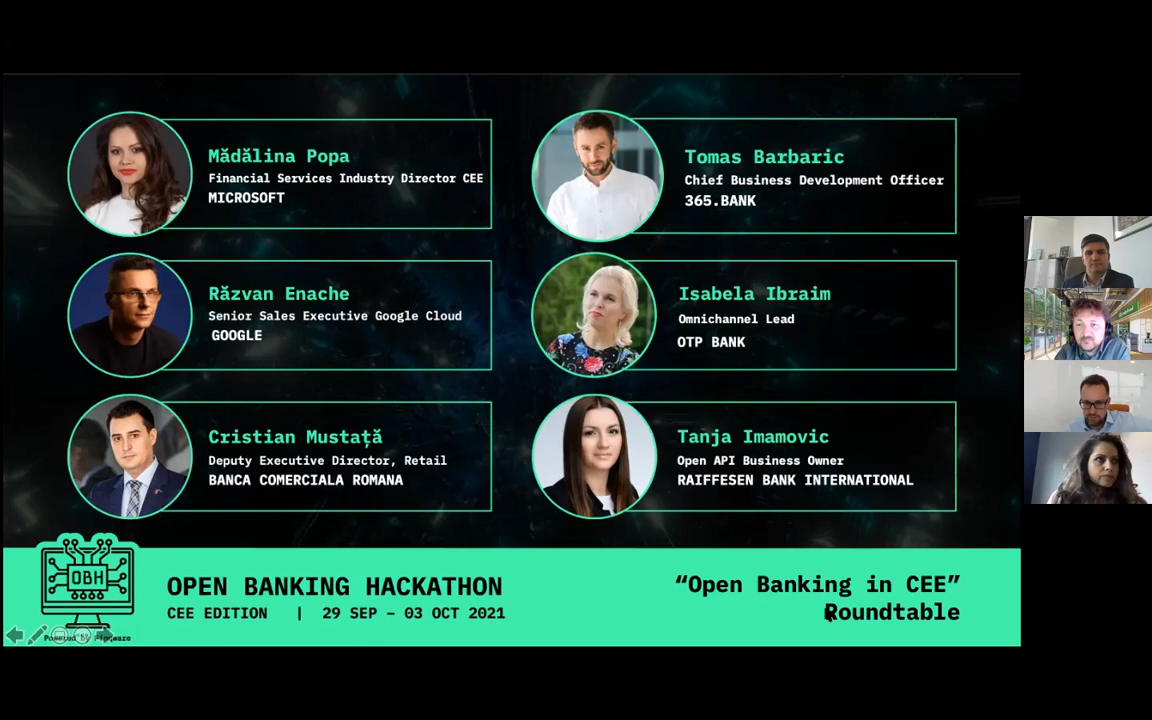 Mădălina Popa
Financial Services Industry Director CEE
MICROSOFT
Tomas Barbaric
Chief Business Development Officer
365.BANK
Răzvan Enache
Senior Sales Executive Google Cloud
GOOGLE
Isabela Ibraim
Omnichannel Lead
OTP BANK
Cristian Mustață
Deputy Executive Director, Retail
BANCA COMERCIALA ROMANA
Tanja Imamovic
Open API Business Owner
RAIFFESEN BANK INTERNATIONAL
OBH
Powered by
OPEN BANKING HACKATHON
CEE EDITION | 29 SEP – 03 OCT 2021
“Open Banking in CEE”
Roundtable